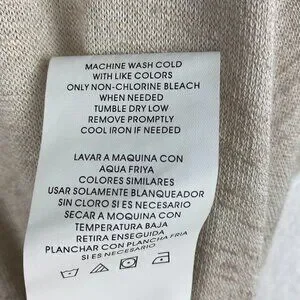 MACHINE WASH COLD
WITH LIKE COLORS
ONLY NON-CHLORINE BLEACH
WHEN NEEDED
TUMBLE DRY LOW
REMOVE PROMPTLY
COOL IRON IF NEEDED
LAVAR A MAQUINA CON
AQUA FRIYA
COLORES SIMILARES
USAR SOLAMENTE BLANQUEADOR
SIN CLORO SI ES NECESARIO
SECAR A MOQUINA CON
TEMPERATURA BAJA
RETIRA ENSEGUIDA
PLANCHAR CON PLANCHA FRIA
SI ES NECESARIO